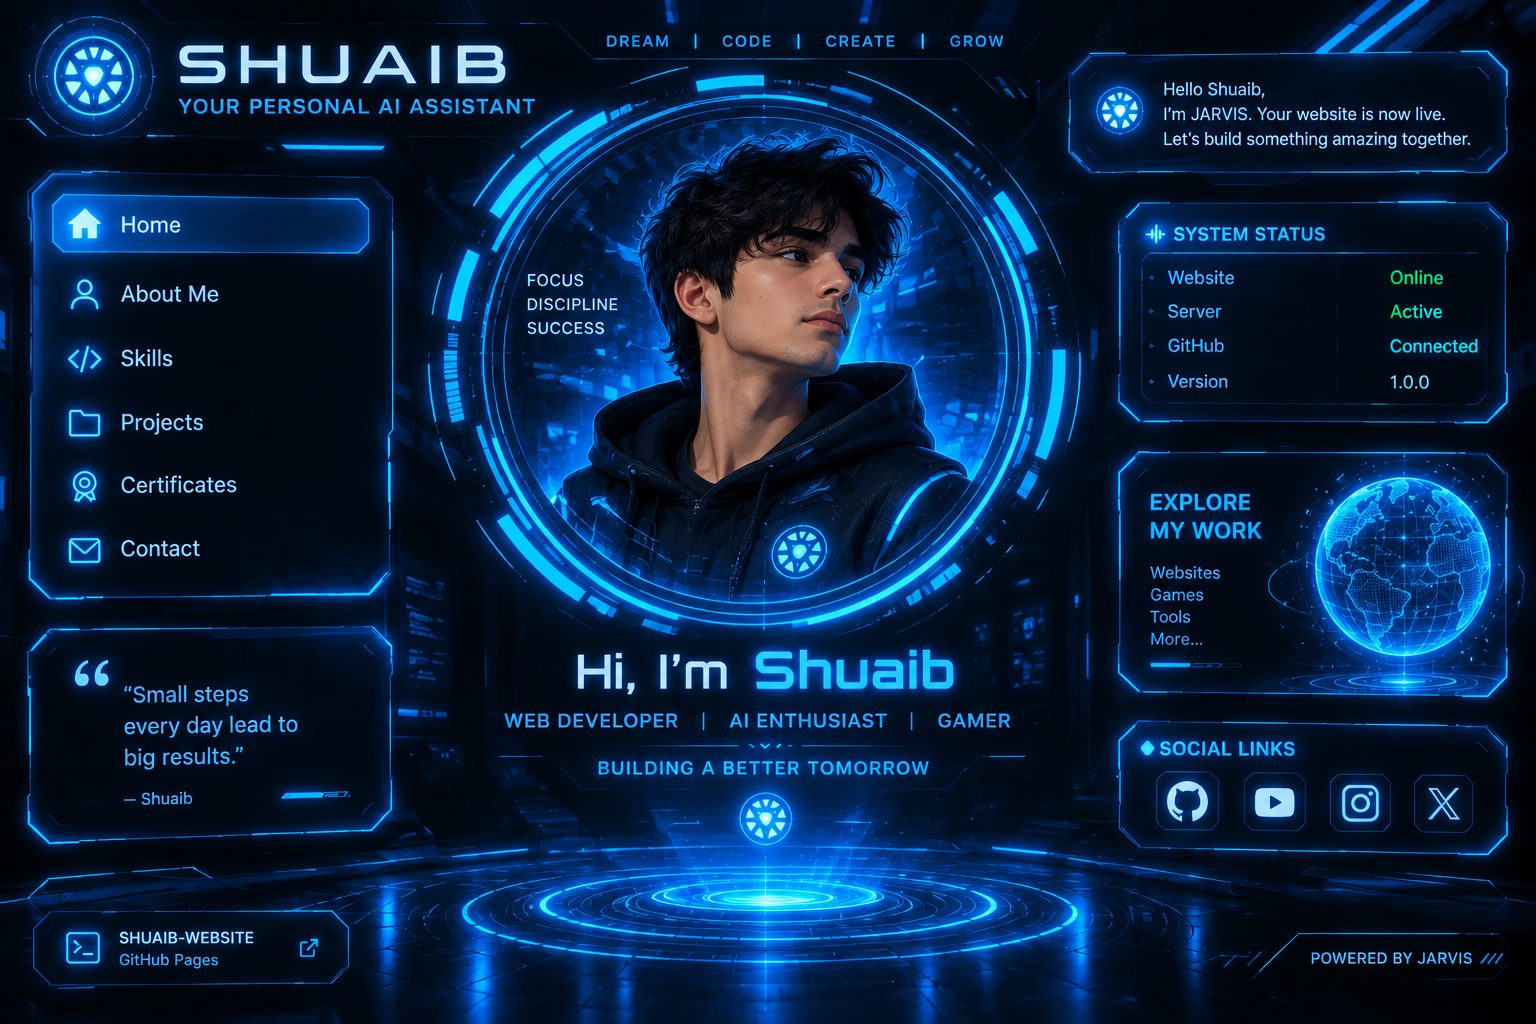 SHUAIB
YOUR PERSONAL AI ASSISTANT
DREAM | CODE | CREATE | GROW
Hello Shuaib,
I'm JARVIS. Your website is now live.
Let's build something amazing together.
Home
About Me
Skills
Projects
Certificates
Contact
FOCUS
DISCIPLINE
SUCCESS
SYSTEM STATUS
Website Online
Server Active
GitHub Connected
Version 1.0.0
EXPLORE
MY WORK
Websites
Games
Tools
More...
“Small steps
every day lead to
big results.”
— Shuaib
Hi, I'm Shuaib
WEB DEVELOPER | AI ENTHUSIAST | GAMER
BUILDING A BETTER TOMORROW
SOCIAL LINKS
SHUAIB-WEBSITE
GitHub Pages
POWERED BY JARVIS ///